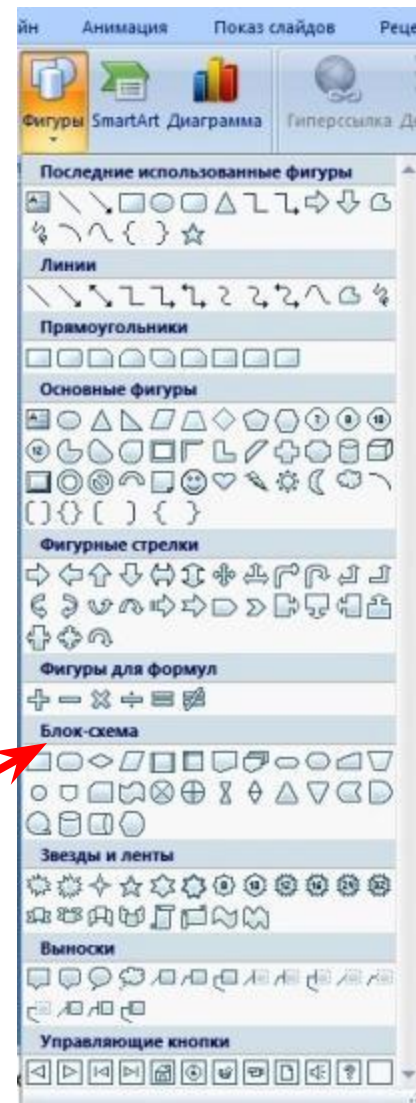 йн Анимация Показ слайдов Реце
Фигуры SmartArt Диаграмма Гиперссылка Де
Последние использованные фигуры
Линии
Прямоугольники
Основные фигуры
Фигурные стрелки
Фигуры для формул
Блок-схема
Звезды и ленты
Выноски
Управляющие кнопки